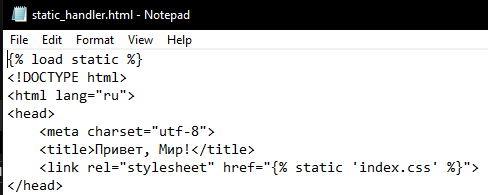 static_handler.html - Notepad
File Edit Format View Help
{% load static %}
<!DOCTYPE html>
<html lang="ru">
<head>
    <meta charset="utf-8">
    <title>Привет, Мир!</title>
    <link rel="stylesheet" href="{% static 'index.css' %}">
</head>